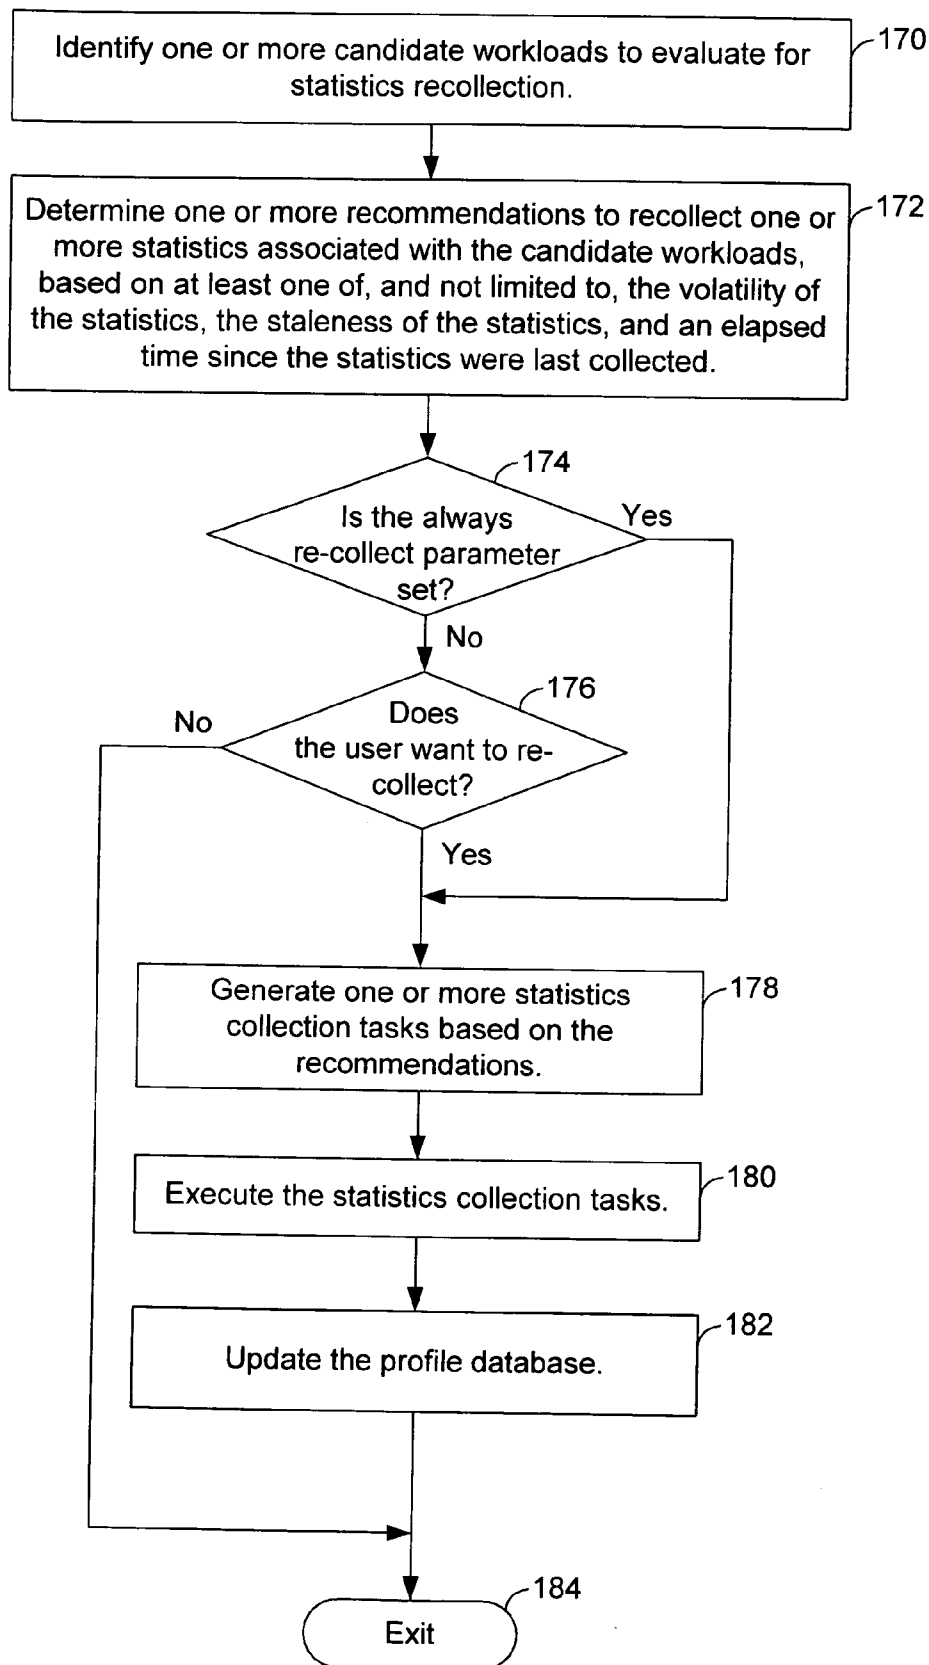 Identify one or more candidate workloads to evaluate for
statistics recollection.
170
Determine one or more recommendations to recollect one or
more statistics associated with the candidate workloads,
based on at least one of, and not limited to, the volatility of
the statistics, the staleness of the statistics, and an elapsed
time since the statistics were last collected.
172
174
Is the always
re-collect parameter
set?
Yes
No
176
Does
the user want to re-
collect?
No
Yes
Generate one or more statistics
collection tasks based on the
recommendations.
178
Execute the statistics collection tasks.
180
Update the profile database.
182
184
Exit